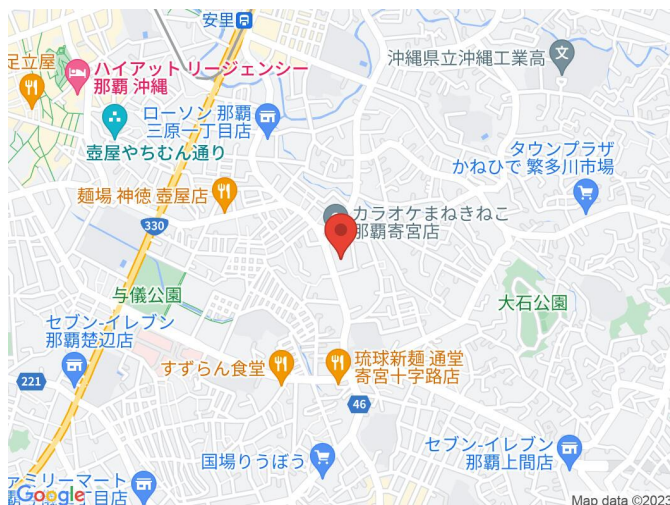 安里
足立屋
ハイアット リージェンシー
那覇 沖縄
沖縄県立沖縄工業高
文
ローソン 那覇
三原一丁目店
壺屋やちむん通り
タウンプラザ
かねひで 繁多川市場
麺場 神徳 壺屋店
カラオケまねきねこ
那覇寄宮店
330
与儀公園
大石公園
セブン-イレブン
那覇楚辺店
すずらん食堂
琉球新麺 通堂
寄宮十字路店
221
46
国場りうぼう
セブン-イレブン
那覇上間店
ァミリーマート
丁目店
Google
Map data ©2023